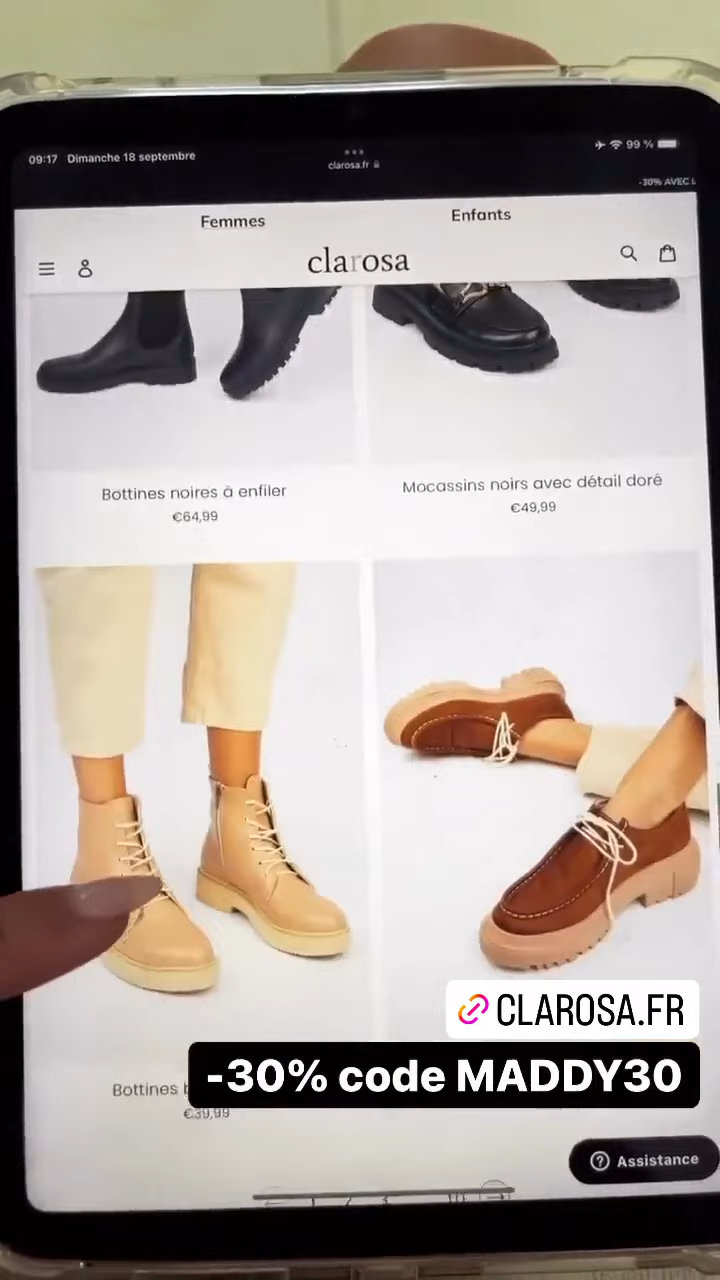 09:17 Dimanche 18 septembre
clarosa.fr
99 %
-30% AVEC
Femmes
Enfants
clarosa
Bottines noires à enfiler
€64,99
Mocassins noirs avec détail doré
€49,99
CLAROSA.FR
-30% code MADDY30
Bottines
€39,99
Assistance